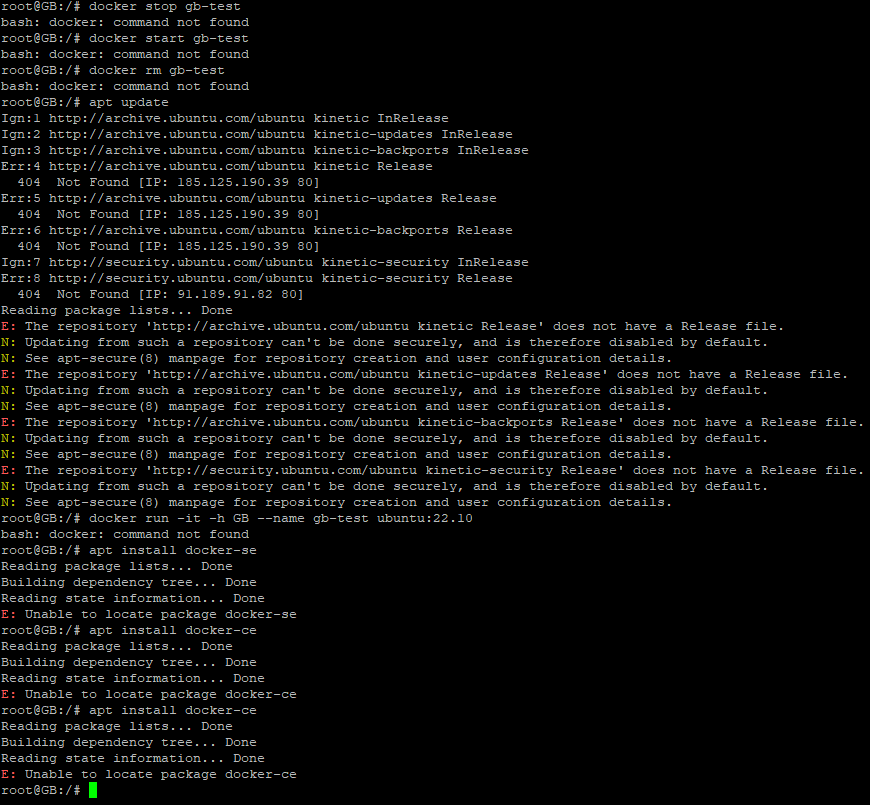 root@GB:/# docker stop gb-test
bash: docker: command not found
root@GB:/# docker start gb-test
bash: docker: command not found
root@GB:/# docker rm gb-test
bash: docker: command not found
root@GB:/# apt update
Ign:1 http://archive.ubuntu.com/ubuntu kinetic InRelease
Ign:2 http://archive.ubuntu.com/ubuntu kinetic-updates InRelease
Ign:3 http://archive.ubuntu.com/ubuntu kinetic-backports InRelease
Err:4 http://archive.ubuntu.com/ubuntu kinetic Release
  404  Not Found [IP: 185.125.190.39 80]
Err:5 http://archive.ubuntu.com/ubuntu kinetic-updates Release
  404  Not Found [IP: 185.125.190.39 80]
Err:6 http://archive.ubuntu.com/ubuntu kinetic-backports Release
  404  Not Found [IP: 185.125.190.39 80]
Ign:7 http://security.ubuntu.com/ubuntu kinetic-security InRelease
Err:8 http://security.ubuntu.com/ubuntu kinetic-security Release
  404  Not Found [IP: 91.189.91.82 80]
Reading package lists... Done
E: The repository 'http://archive.ubuntu.com/ubuntu kinetic Release' does not have a Release file.
N: Updating from such a repository can't be done securely, and is therefore disabled by default.
N: See apt-secure(8) manpage for repository creation and user configuration details.
E: The repository 'http://archive.ubuntu.com/ubuntu kinetic-updates Release' does not have a Release file.
N: Updating from such a repository can't be done securely, and is therefore disabled by default.
N: See apt-secure(8) manpage for repository creation and user configuration details.
E: The repository 'http://archive.ubuntu.com/ubuntu kinetic-backports Release' does not have a Release file.
N: Updating from such a repository can't be done securely, and is therefore disabled by default.
N: See apt-secure(8) manpage for repository creation and user configuration details.
E: The repository 'http://security.ubuntu.com/ubuntu kinetic-security Release' does not have a Release file.
N: Updating from such a repository can't be done securely, and is therefore disabled by default.
N: See apt-secure(8) manpage for repository creation and user configuration details.
root@GB:/# docker run -it -h GB --name gb-test ubuntu:22.10
bash: docker: command not found
root@GB:/# apt install docker-se
Reading package lists... Done
Building dependency tree... Done
Reading state information... Done
E: Unable to locate package docker-se
root@GB:/# apt install docker-ce
Reading package lists... Done
Building dependency tree... Done
Reading state information... Done
E: Unable to locate package docker-ce
root@GB:/# apt install docker-ce
Reading package lists... Done
Building dependency tree... Done
Reading state information... Done
E: Unable to locate package docker-ce
root@GB:/#